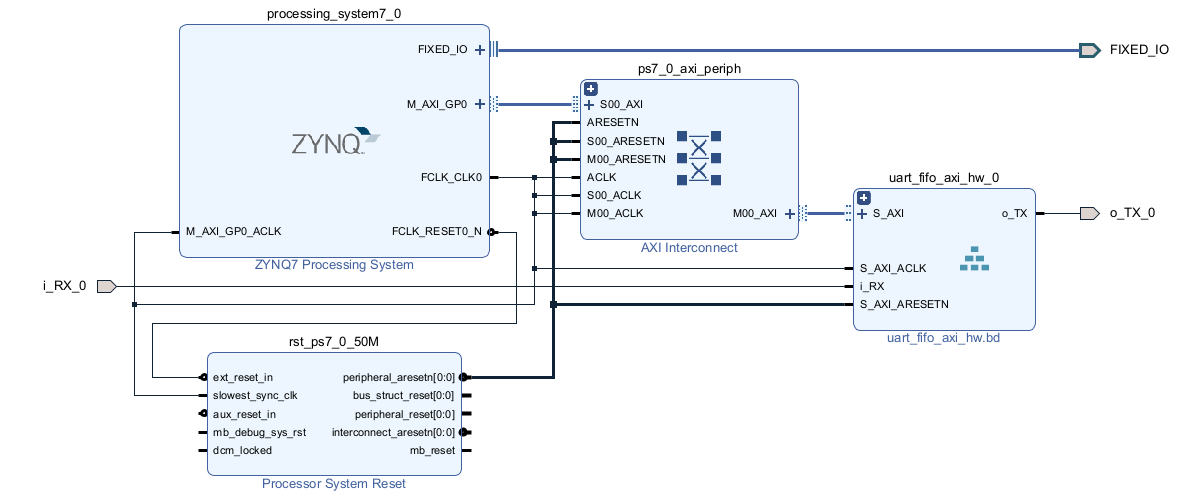 processing_system7_0
FIXED_IO
M_AXI_GP0
ZYNQ
FCLK_CLK0
M_AXI_GP0_ACLK
FCLK_RESET0_N
ZYNQ7 Processing System
FIXED_IO
ps7_0_axi_periph
S00_AXI
ARESETN
S00_ARESETN
M00_ARESETN
ACLK
S00_ACLK
M00_ACLK
M00_AXI
AXI Interconnect
uart_fifo_axi_hw_0
S_AXI
o_TX
S_AXI_ACLK
i_RX
S_AXI_ARESETN
uart_fifo_axi_hw.bd
o_TX_0
i_RX_0
rst_ps7_0_50M
ext_reset_in
peripheral_aresetn[0:0]
slowest_sync_clk
bus_struct_reset[0:0]
aux_reset_in
peripheral_reset[0:0]
mb_debug_sys_rst
interconnect_aresetn[0:0]
dcm_locked
mb_reset
Processor System Reset